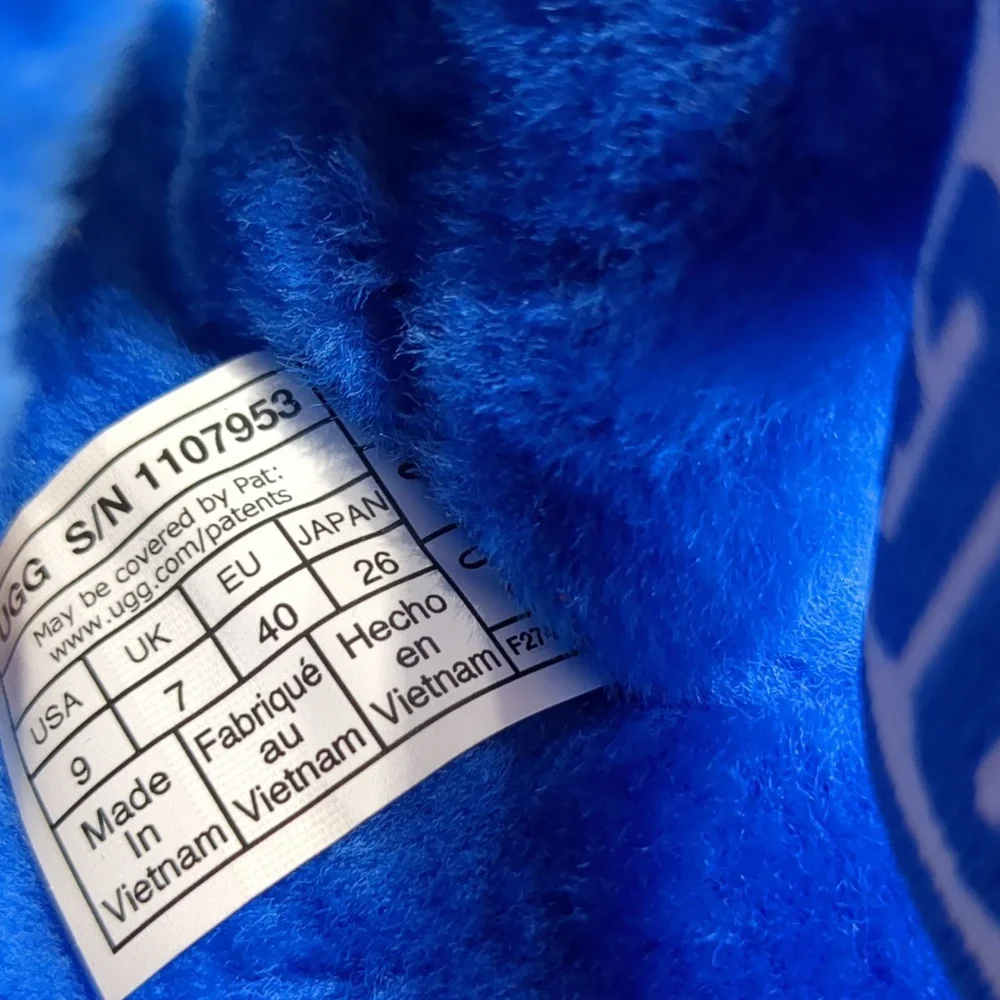 UGG S/N 1107953
May be covered by Pat:
www.ugg.com/patents
USA UK EU JAPAN
9 7 40 26
Made In Vietnam
Fabriqué au Vietnam
Hecho en Vietnam